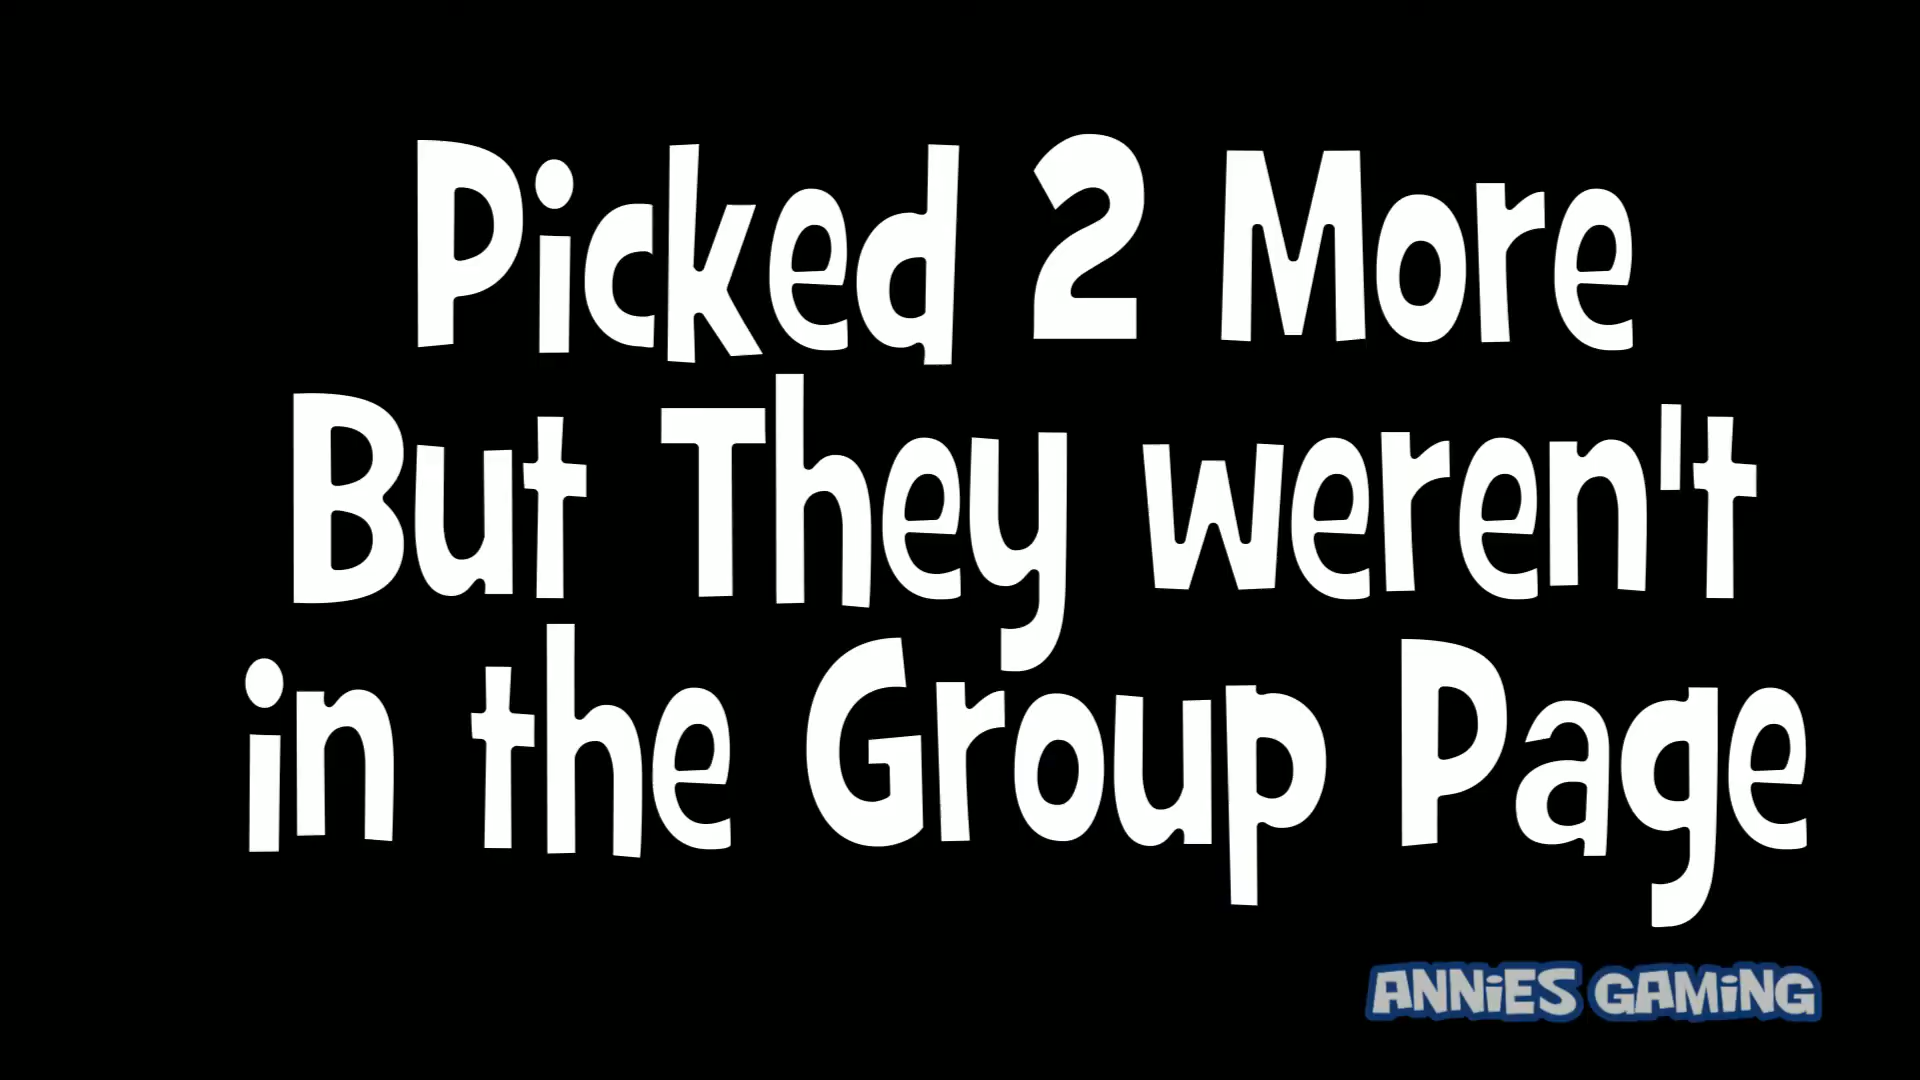 Picked 2 More
But They weren't
in the Group Page
ANNiES GAMiNG